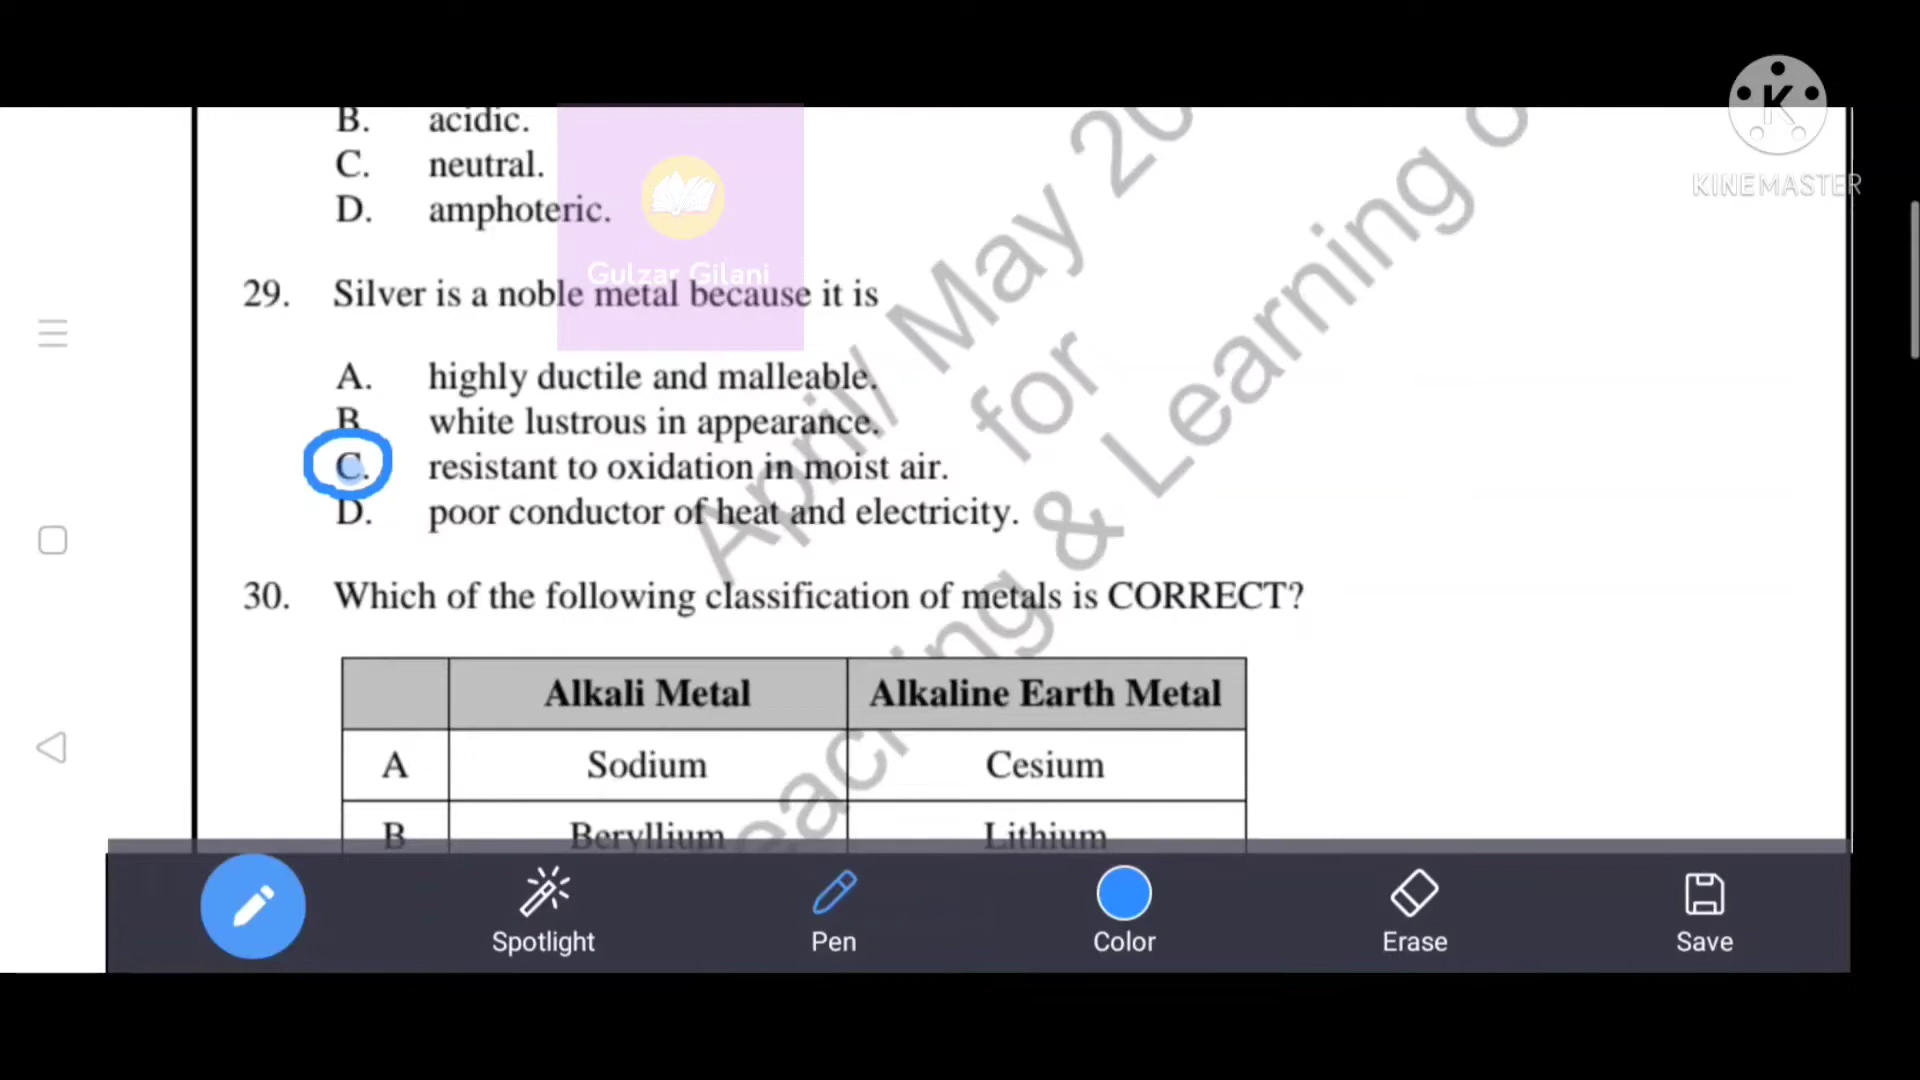 B. acidic.
C. neutral.
D. amphoteric.
KINEMASTER
Gulzar Gilani
29. Silver is a noble metal because it is
A. highly ductile and malleable.
B. white lustrous in appearance.
C. resistant to oxidation in moist air.
D. poor conductor of heat and electricity.
30. Which of the following classification of metals is CORRECT?
Alkali Metal Alkaline Earth Metal
A Sodium Cesium
B Beryllium Lithium
April/ May 20
for
& Learning
Spotlight Pen Color Erase Save